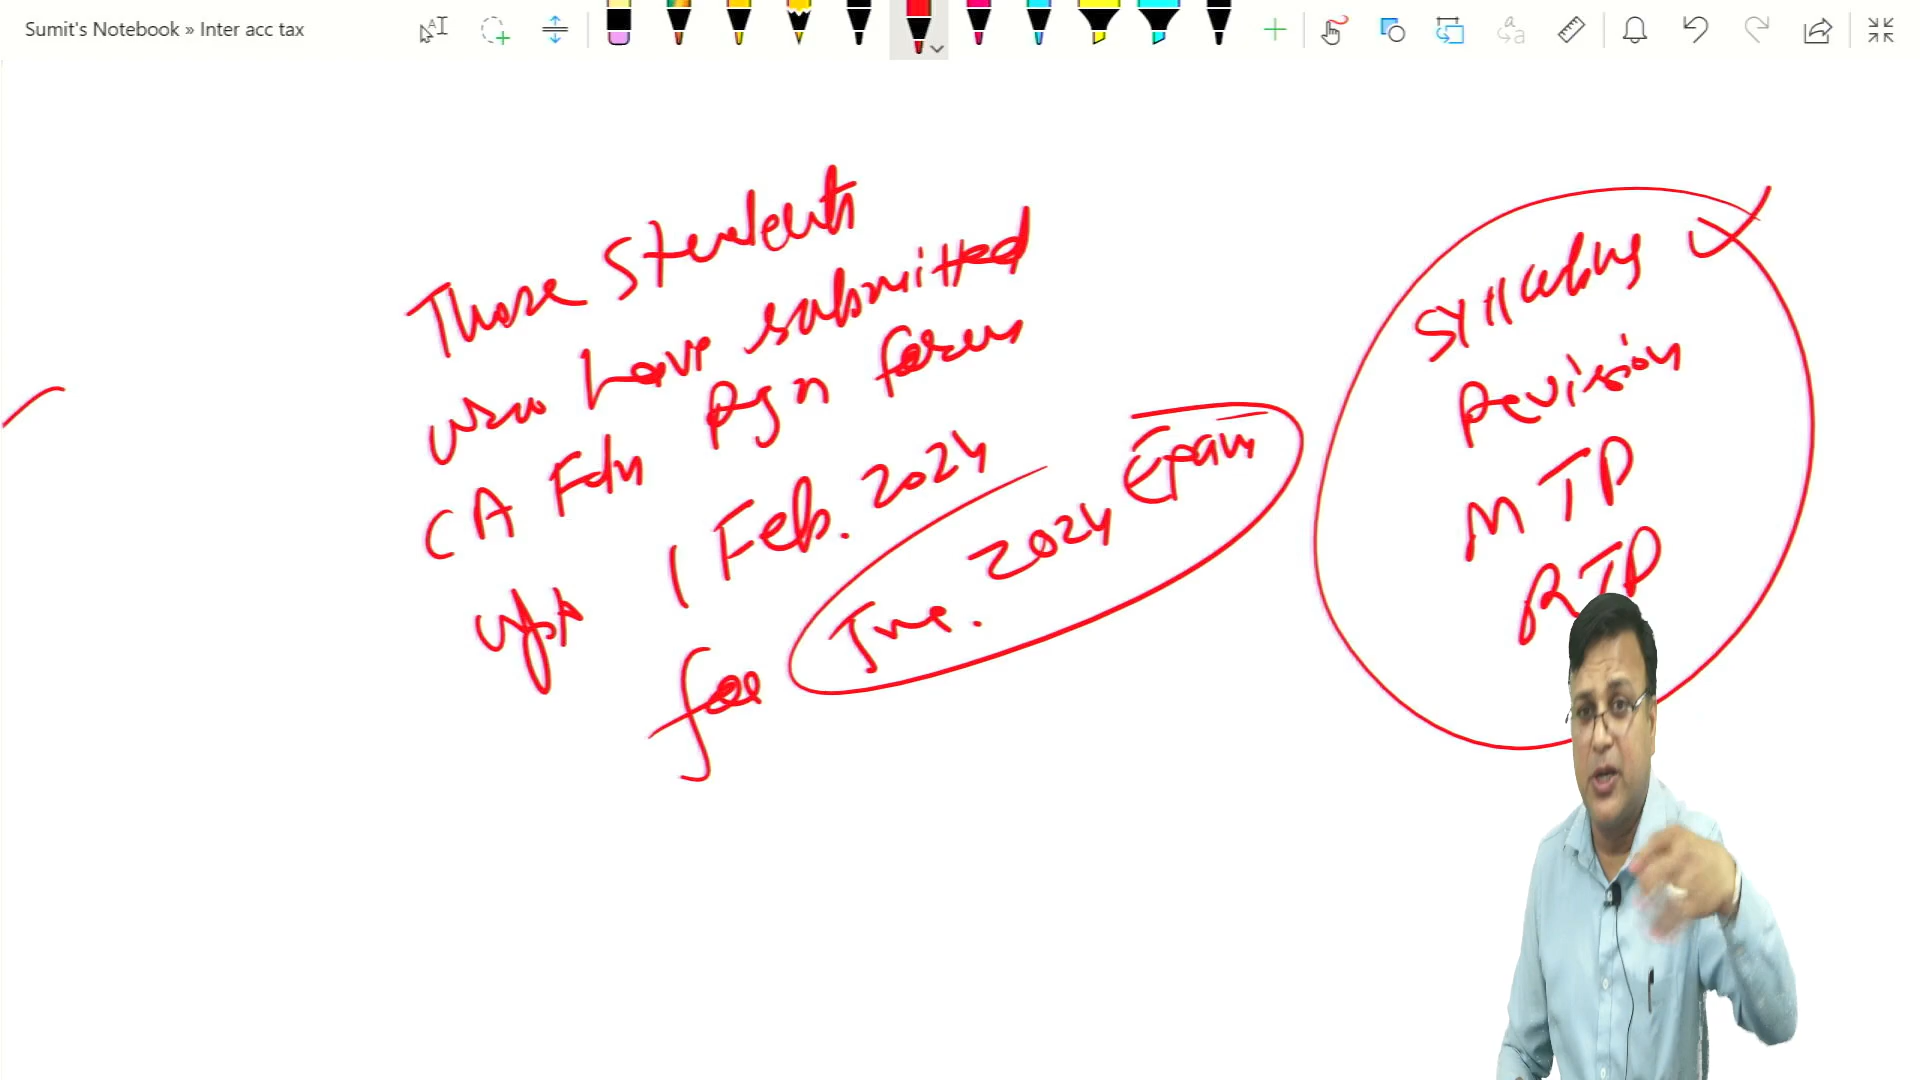 Sumit's Notebook » Inter acc tax
Those Students
who have submitted
CA Fdn Rgn form
upto 1 Feb. 2024
for June. 2024 Exam
Syllabus
Revision
MTP
RTP